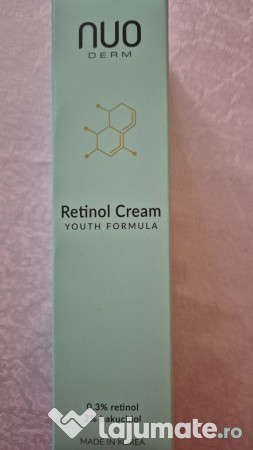 nuo
DERM
Retinol Cream
YOUTH FORMULA
0.3% retinol
lajumate.ro
MADE IN KOREA